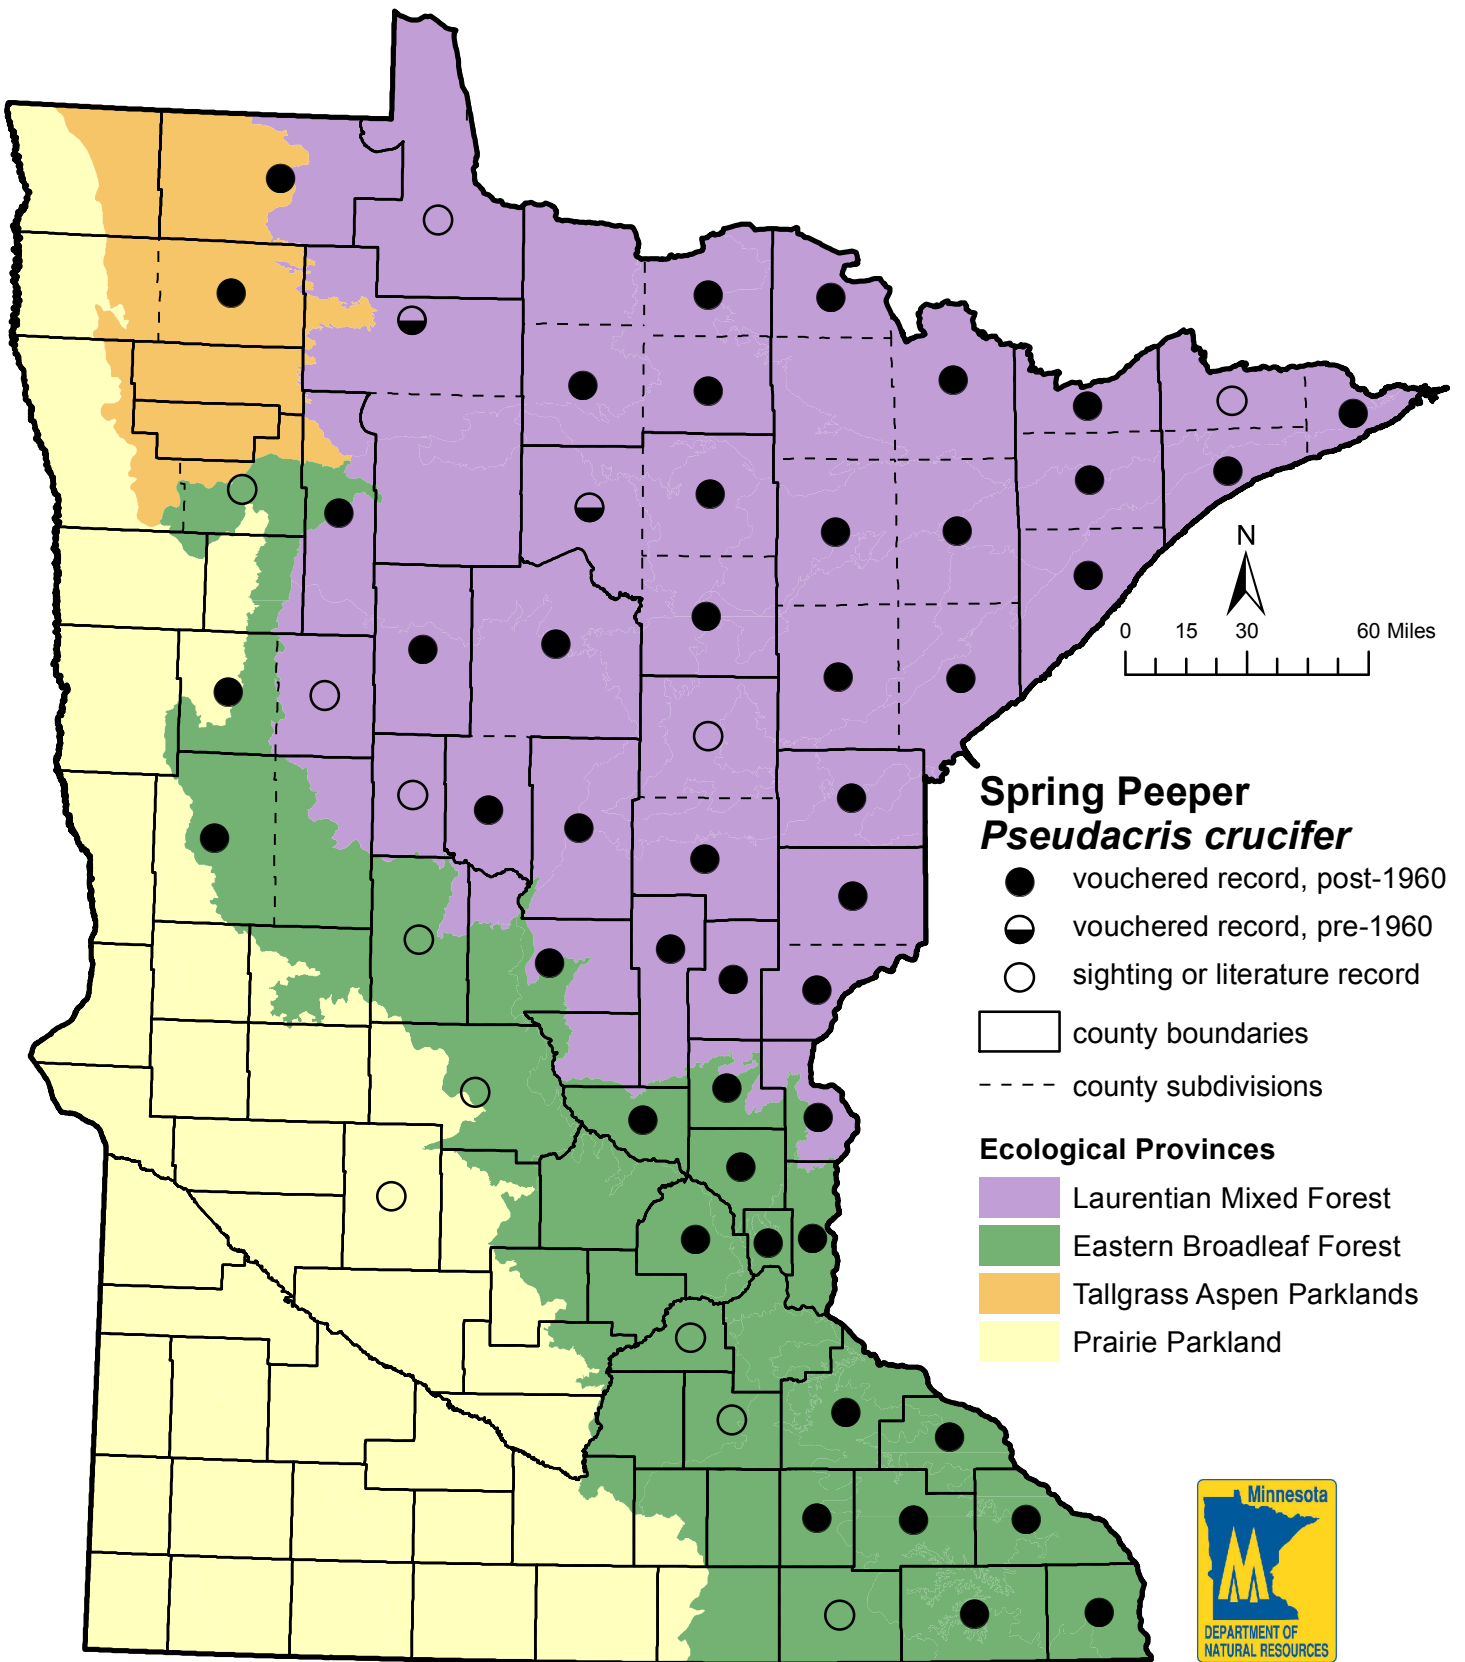 N
0 15 30 60 Miles
Spring Peeper
Pseudacris crucifer
vouchered record, post-1960
vouchered record, pre-1960
sighting or literature record
county boundaries
county subdivisions
Ecological Provinces
Laurentian Mixed Forest
Eastern Broadleaf Forest
Tallgrass Aspen Parklands
Prairie Parkland
Minnesota
DEPARTMENT OF
NATURAL RESOURCES